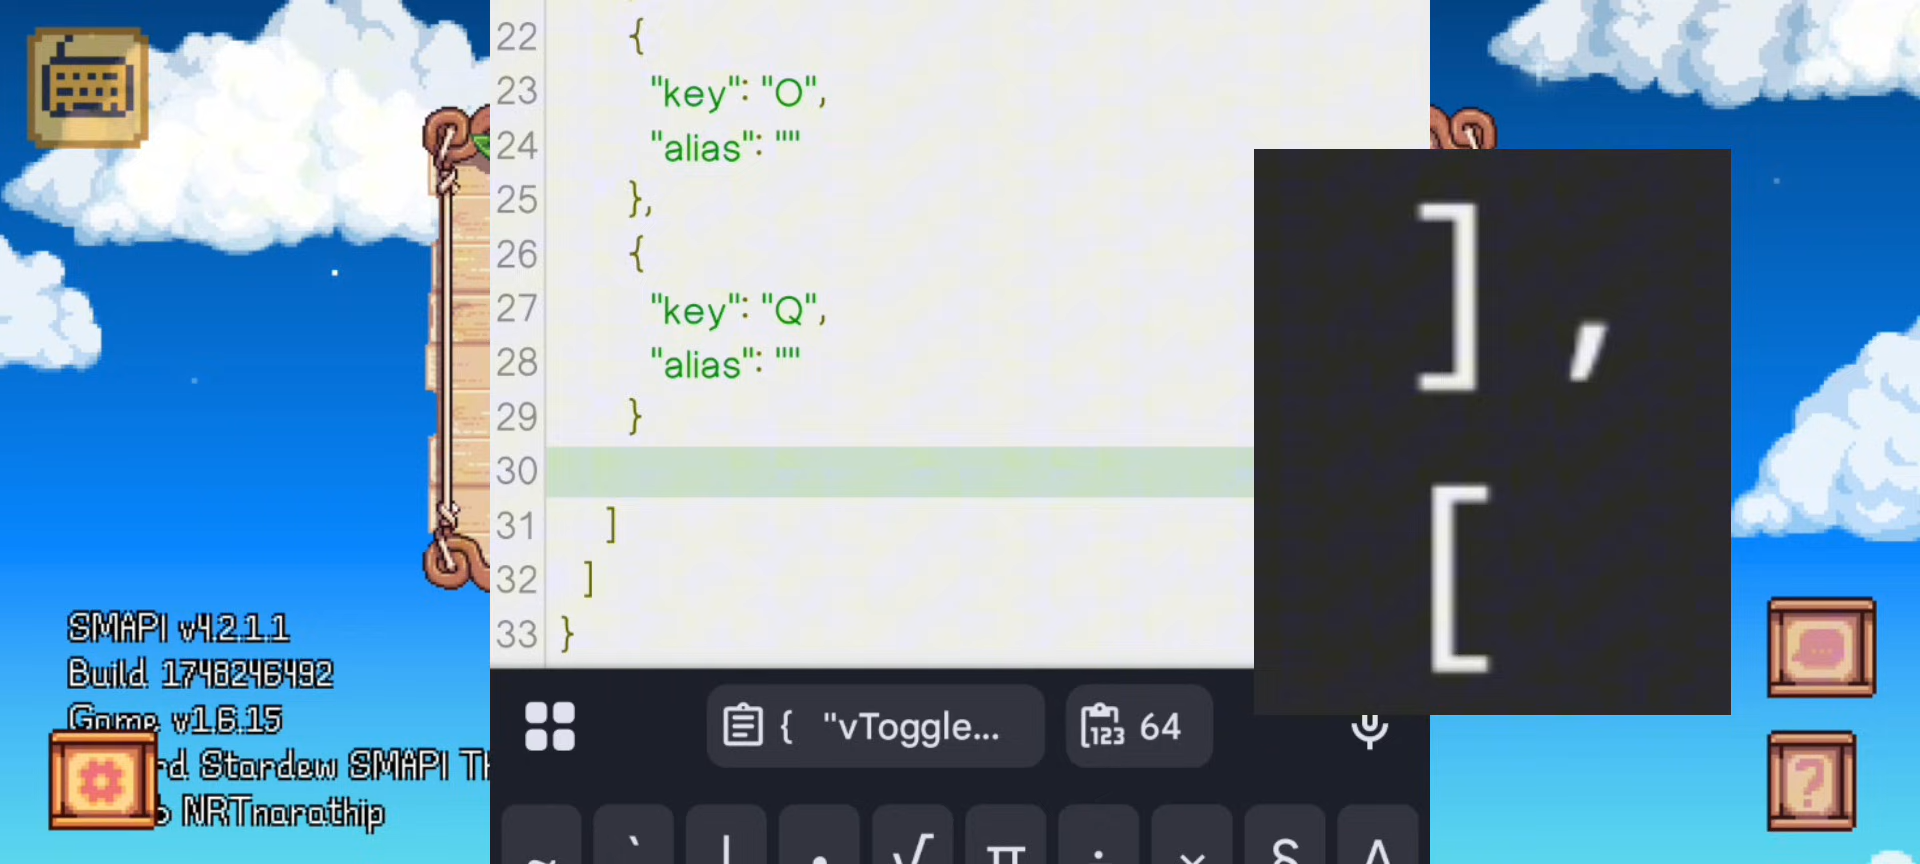 22 {
23 "key": "O",
24 "alias": ""
25 },
26 {
27 "key": "Q",
28 "alias": ""
29 }
30
31 ]
32 ]
33 }
],
[
{ "vToggle...
123 64
SMAPI v4.2.1.1
Build 1748246492
Game v1.6.15
rd Stardew SMAPI
NRTnarathip
~ ` | • √ π ÷ × §
?